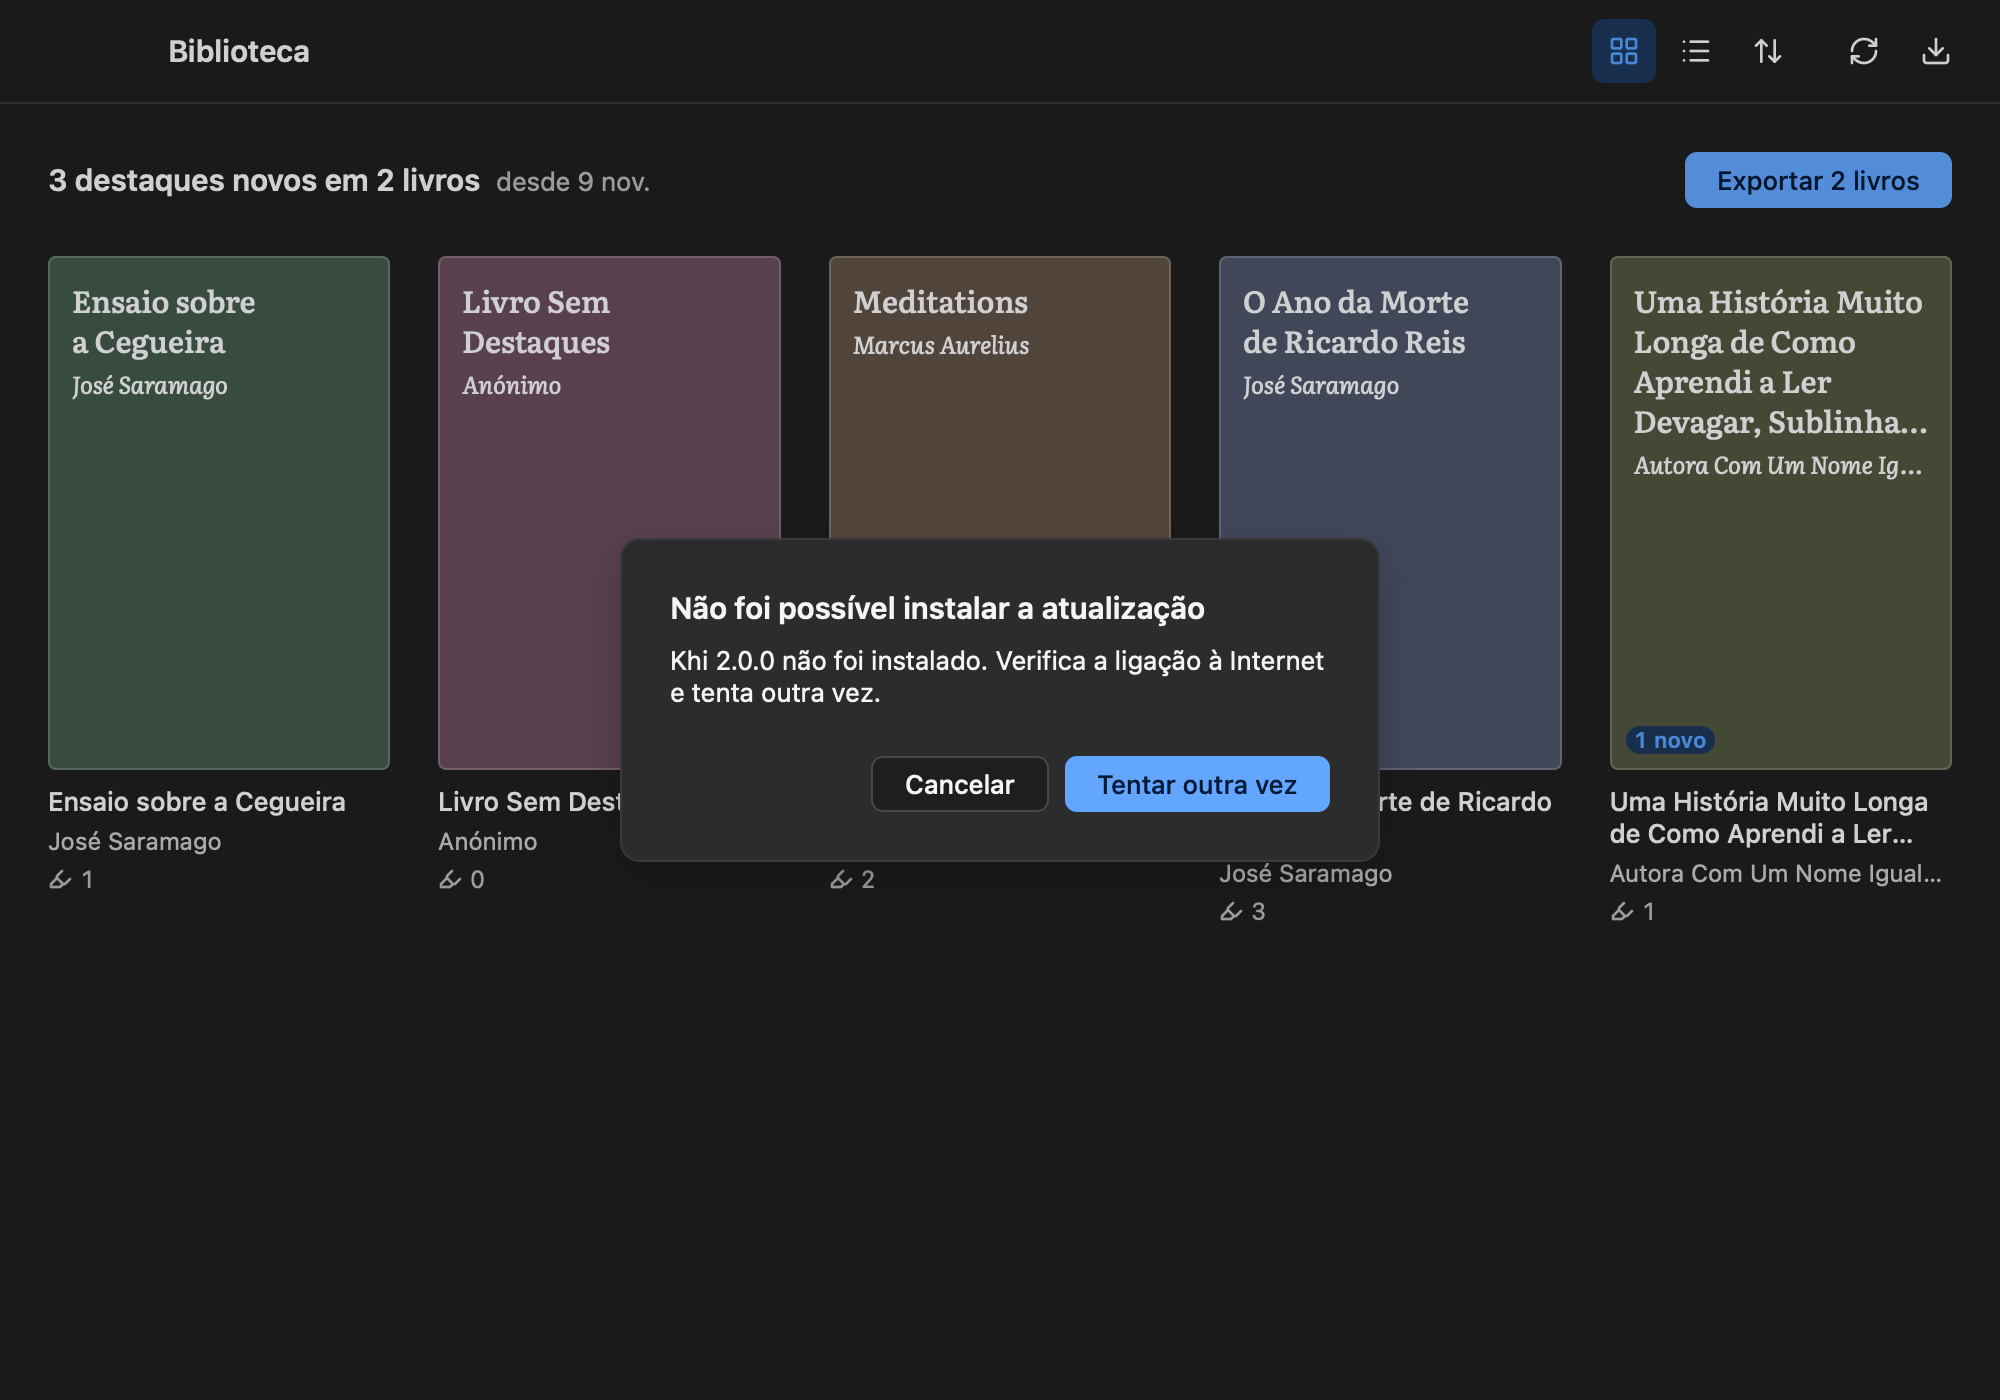 Biblioteca
3 destaques novos em 2 livros desde 9 nov.
Exportar 2 livros
Ensaio sobre
a Cegueira
José Saramago
Livro Sem
Destaques
Anónimo
Meditations
Marcus Aurelius
O Ano da Morte
de Ricardo Reis
José Saramago
Uma História Muito
Longa de Como
Aprendi a Ler
Devagar, Sublinha...
Autora Com Um Nome Ig...
1 novo
Não foi possível instalar a atualização
Khi 2.0.0 não foi instalado. Verifica a ligação à Internet
e tenta outra vez.
Cancelar
Tentar outra vez
Ensaio sobre a Cegueira
José Saramago
1
Livro Sem
Anónimo
0
2
de Ricardo
José Saramago
3
Uma História Muito Longa
de Como Aprendi a Ler...
Autora Com Um Nome Igual...
1